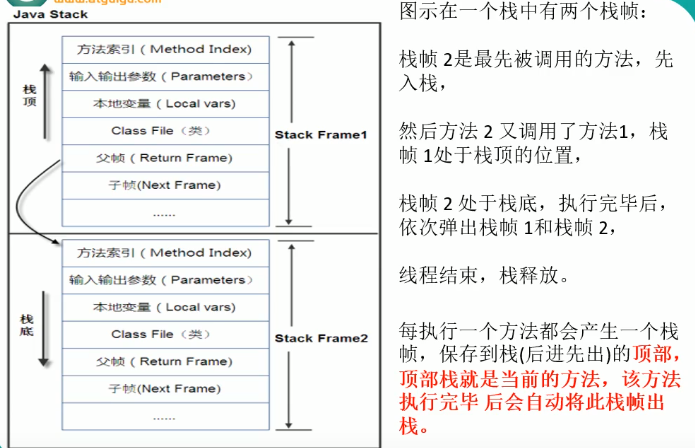 Java Stack
方法索引 ( Method Index)
输入输出参数 ( Parameters )
本地变量 ( Local vars)
Class File（类）
父帧 ( Return Frame)
子帧(Next Frame)
......
栈顶
Stack Frame1
方法索引 ( Method Index)
输入输出参数 ( Parameters)
本地变量 ( Local vars)
Class File（类）
父帧 ( Return Frame)
子帧(Next Frame)
......
栈底
Stack Frame2
图示在一个栈中有两个栈帧：
栈帧 2是最先被调用的方法，先
入栈，
然后方法 2 又调用了方法1，栈
帧 1处于栈顶的位置，
栈帧 2 处于栈底，执行完毕后，
依次弹出栈帧 1和栈帧 2，
线程结束，栈释放。
每执行一个方法都会产生一个栈
帧，保存到栈(后进先出)的顶部，
顶部栈就是当前的方法，该方法
执行完毕 后会自动将此栈帧出
栈。